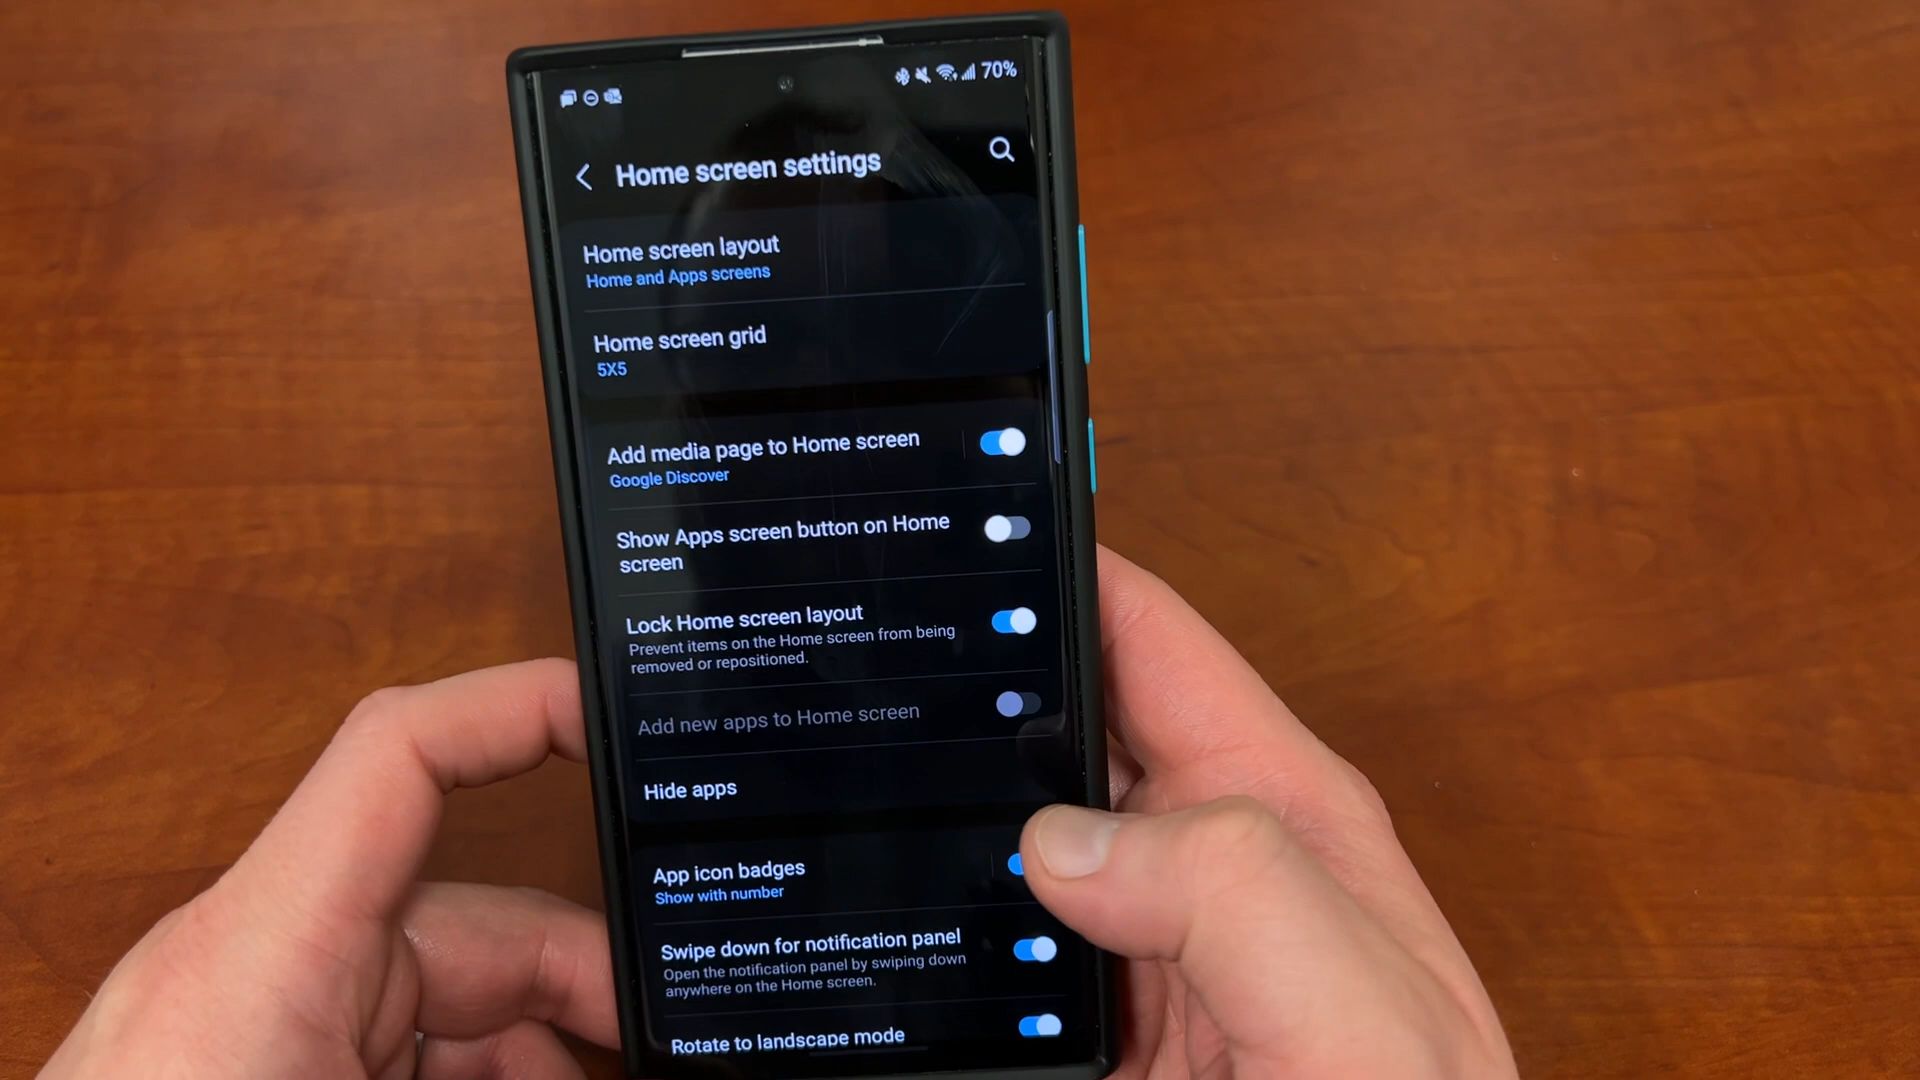 70%
Home screen settings
Home screen layout
Home and Apps screens
Home screen grid
5X5
Add media page to Home screen
Google Discover
Show Apps screen button on Home
screen
Lock Home screen layout
Prevent items on the Home screen from being
removed or repositioned.
Add new apps to Home screen
Hide apps
App icon badges
Show with number
Swipe down for notification panel
Open the notification panel by swiping down
anywhere on the Home screen.
Rotate to landscape mode